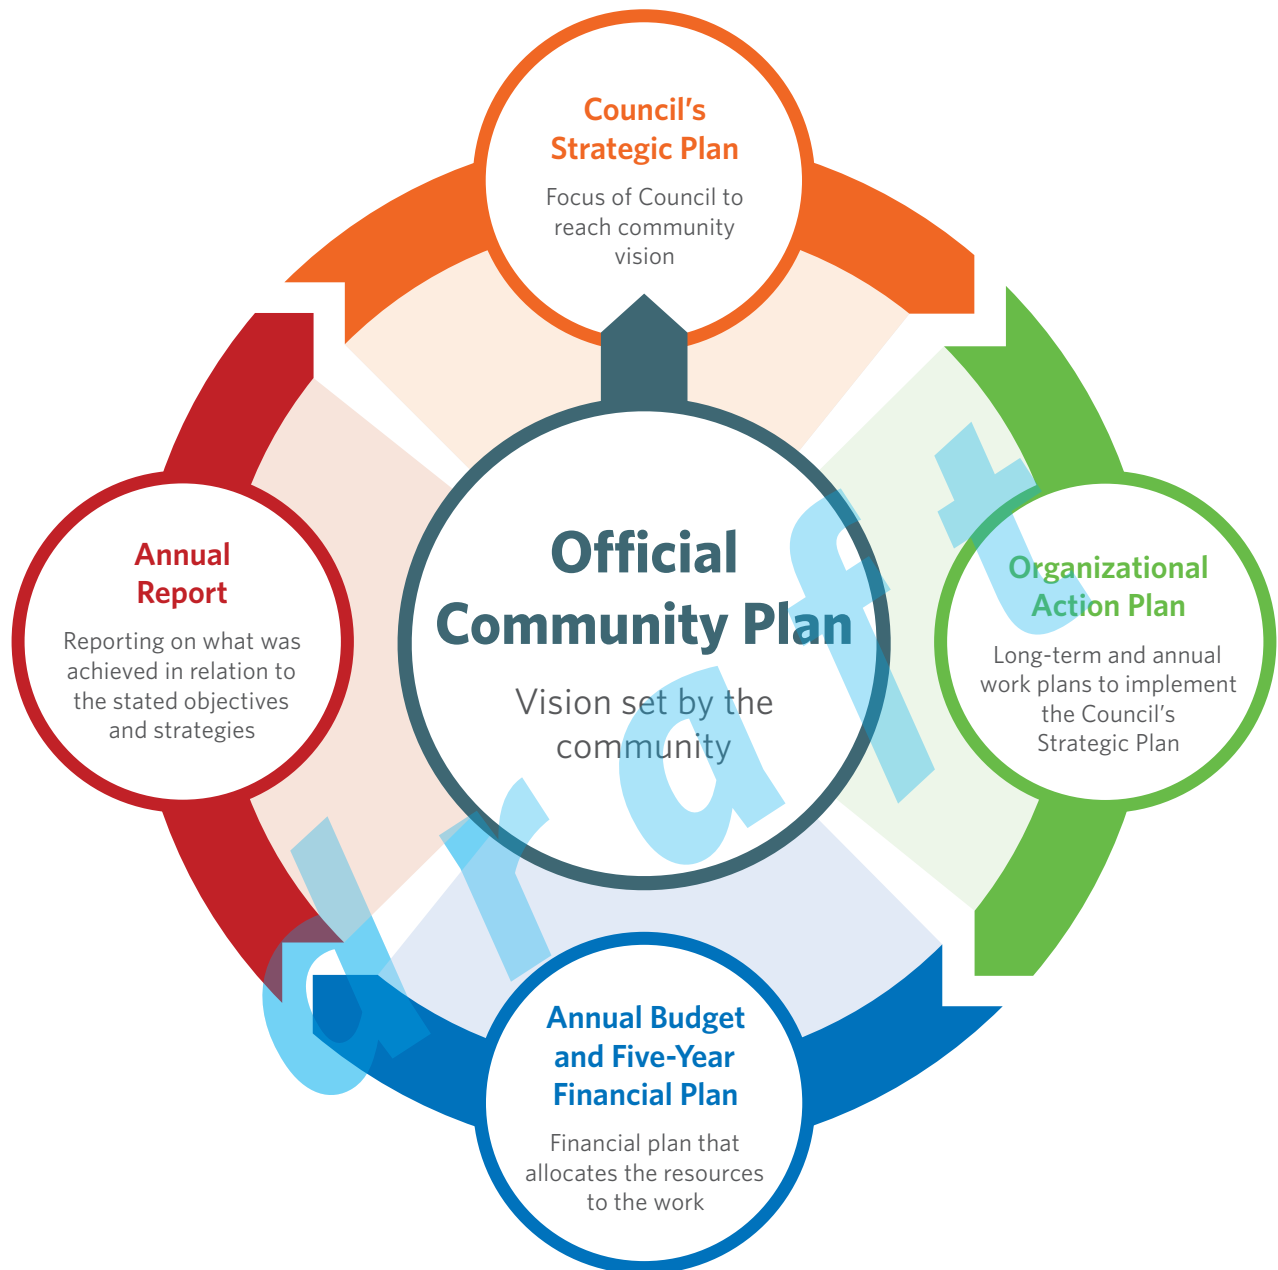 Council's
Strategic Plan
Focus of Council to
reach community
vision
Annual
Report
Reporting on what was
achieved in relation to
the stated objectives
and strategies
Official
Community Plan
Vision set by the
community
Organizational
Action Plan
Long-term and annual
work plans to implement
the Council's
Strategic Plan
Annual Budget
and Five-Year
Financial Plan
Financial plan that
allocates the resources
to the work
draft